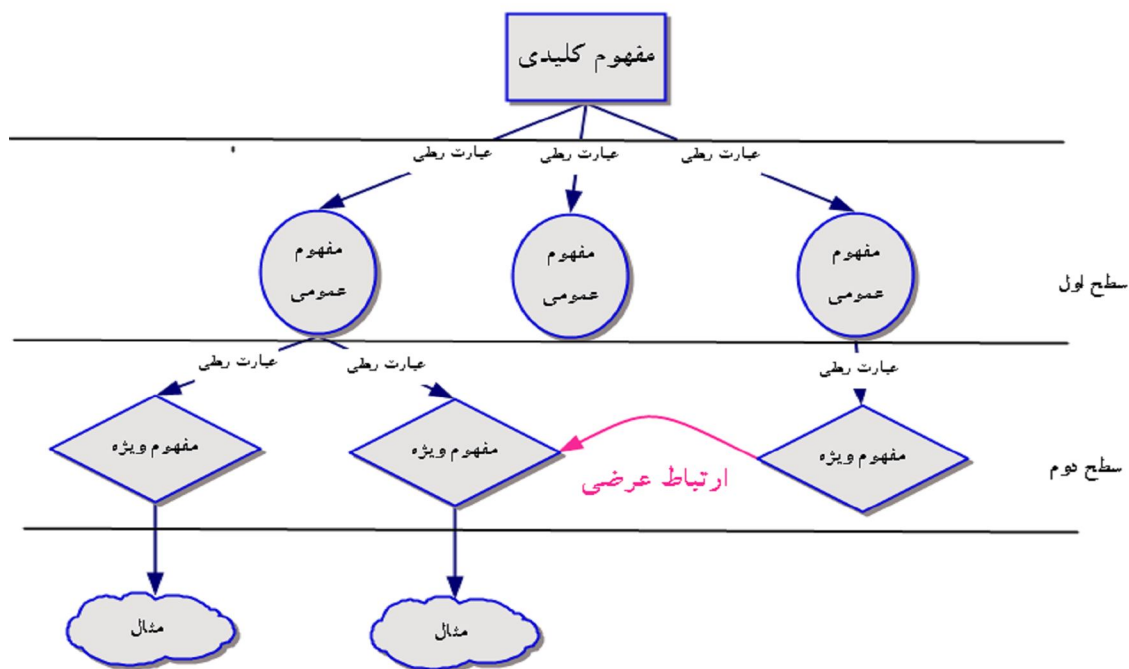 مفهوم کلیدی
عبارت ربطی
عبارت ربطی
عبارت ربطی
مفهوم
عمومی
مفهوم
عمومی
مفهوم
عمومی
سطح اول
عبارت ربطی
عبارت ربطی
عبارت ربطی
مفهوم ویژه
مفهوم ویژه
مفهوم ویژه
ارتباط عرضی
سطح دوم
مثال
مثال